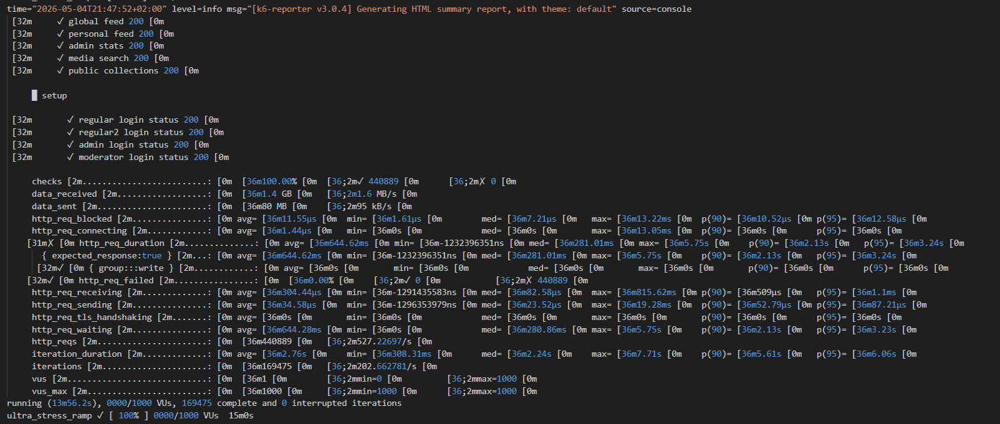 time="2026-05-04T21:47:52+02:00" level=info msg="[k6-reporter v3.0.4] Generating HTML summary report, with theme: default" source=console
[32m     ✓ global feed 200 [0m
[32m     ✓ personal feed 200 [0m
[32m     ✓ admin stats 200 [0m
[32m     ✓ media search 200 [0m
[32m     ✓ public collections 200 [0m
█ setup
[32m       ✓ regular login status 200 [0m
[32m       ✓ regular2 login status 200 [0m
[32m       ✓ admin login status 200 [0m
[32m       ✓ moderator login status 200 [0m
checks [2m.........................: [0m  [36m100.00% [0m  [36;2m✓ 440889 [0m      [36;2m✗ 0 [0m
data_received [2m..................: [0m  [36m1.4 GB [0m   [36;2m1.6 MB/s [0m
data_sent [2m......................: [0m  [36m80 MB [0m    [36;2m95 kB/s [0m
http_req_blocked [2m...............: [0m avg= [36m11.55µs [0m  min= [36m1.61µs [0m        med= [36m7.21µs [0m   max= [36m13.22ms [0m  p(90)= [36m10.52µs [0m p(95)= [36m12.58µs [0m
http_req_connecting [2m............: [0m avg= [36m1.44µs [0m   min= [36m0s [0m            med= [36m0s [0m       max= [36m13.05ms [0m  p(90)= [36m0s [0m      p(95)= [36m0s [0m
[31m✗ [0m http_req_duration [2m..............: [0m avg= [36m644.62ms [0m min= [36m-1232396351ns [0m med= [36m281.01ms [0m max= [36m5.75s [0m    p(90)= [36m2.13s [0m   p(95)= [36m3.24s [0m
{ expected_response:true } [2m...: [0m avg= [36m644.62ms [0m min= [36m-1232396351ns [0m med= [36m281.01ms [0m max= [36m5.75s [0m    p(90)= [36m2.13s [0m   p(95)= [36m3.24s [0m
[32m✓ [0m { group:::write } [2m............: [0m avg= [36m0s [0m       min= [36m0s [0m            med= [36m0s [0m       max= [36m0s [0m       p(90)= [36m0s [0m      p(95)= [36m0s [0m
[32m✓ [0m http_req_failed [2m................: [0m  [36m0.00% [0m    [36;2m✓ 0 [0m           [36;2m✗ 440889 [0m
http_req_receiving [2m.............: [0m avg= [36m304.44µs [0m min= [36m-1291435583ns [0m med= [36m82.58µs [0m  max= [36m815.62ms [0m p(90)= [36m509µs [0m    p(95)= [36m1.1ms [0m
http_req_sending [2m...............: [0m avg= [36m34.58µs [0m  min= [36m-1296353979ns [0m med= [36m23.52µs [0m  max= [36m19.28ms [0m  p(90)= [36m52.79µs [0m p(95)= [36m87.21µs [0m
http_req_tls_handshaking [2m.......: [0m avg= [36m0s [0m       min= [36m0s [0m            med= [36m0s [0m       max= [36m0s [0m       p(90)= [36m0s [0m      p(95)= [36m0s [0m
http_req_waiting [2m...............: [0m avg= [36m644.28ms [0m min= [36m0s [0m            med= [36m280.86ms [0m max= [36m5.75s [0m    p(90)= [36m2.13s [0m   p(95)= [36m3.23s [0m
http_reqs [2m......................: [0m  [36m440889 [0m   [36;2m527.22697/s [0m
iteration_duration [2m.............: [0m avg= [36m2.76s [0m    min= [36m308.31ms [0m      med= [36m2.24s [0m    max= [36m7.71s [0m    p(90)= [36m5.61s [0m   p(95)= [36m6.06s [0m
iterations [2m.....................: [0m  [36m169475 [0m   [36;2m202.662781/s [0m
vus [2m............................: [0m  [36m1 [0m        [36;2mmin=0 [0m         [36;2mmax=1000 [0m
vus_max [2m........................: [0m  [36m1000 [0m     [36;2mmin=1000 [0m      [36;2mmax=1000 [0m
running (13m56.2s), 0000/1000 VUs, 169475 complete and 0 interrupted iterations
ultra_stress_ramp ✓ [ 100% ] 0000/1000 VUs  15m0s